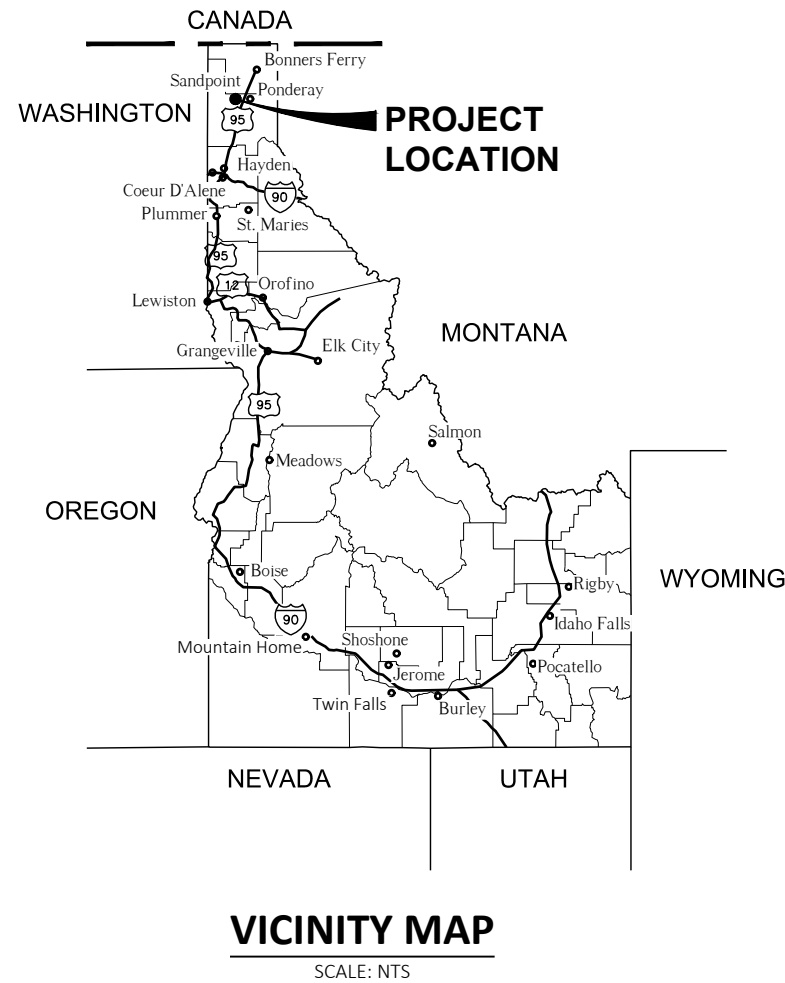 CANADA
Bonners Ferry
Sandpoint
Ponderay
WASHINGTON
95
PROJECT
LOCATION
Hayden
Coeur D'Alene
90
Plummer
St. Maries
95
12
Orofino
Lewiston
MONTANA
Grangeville
Elk City
95
Salmon
Meadows
OREGON
Boise
WYOMING
Rigby
90
Idaho Falls
Mountain Home
Shoshone
Pocatello
Jerome
Twin Falls
Burley
NEVADA
UTAH
VICINITY MAP
SCALE: NTS